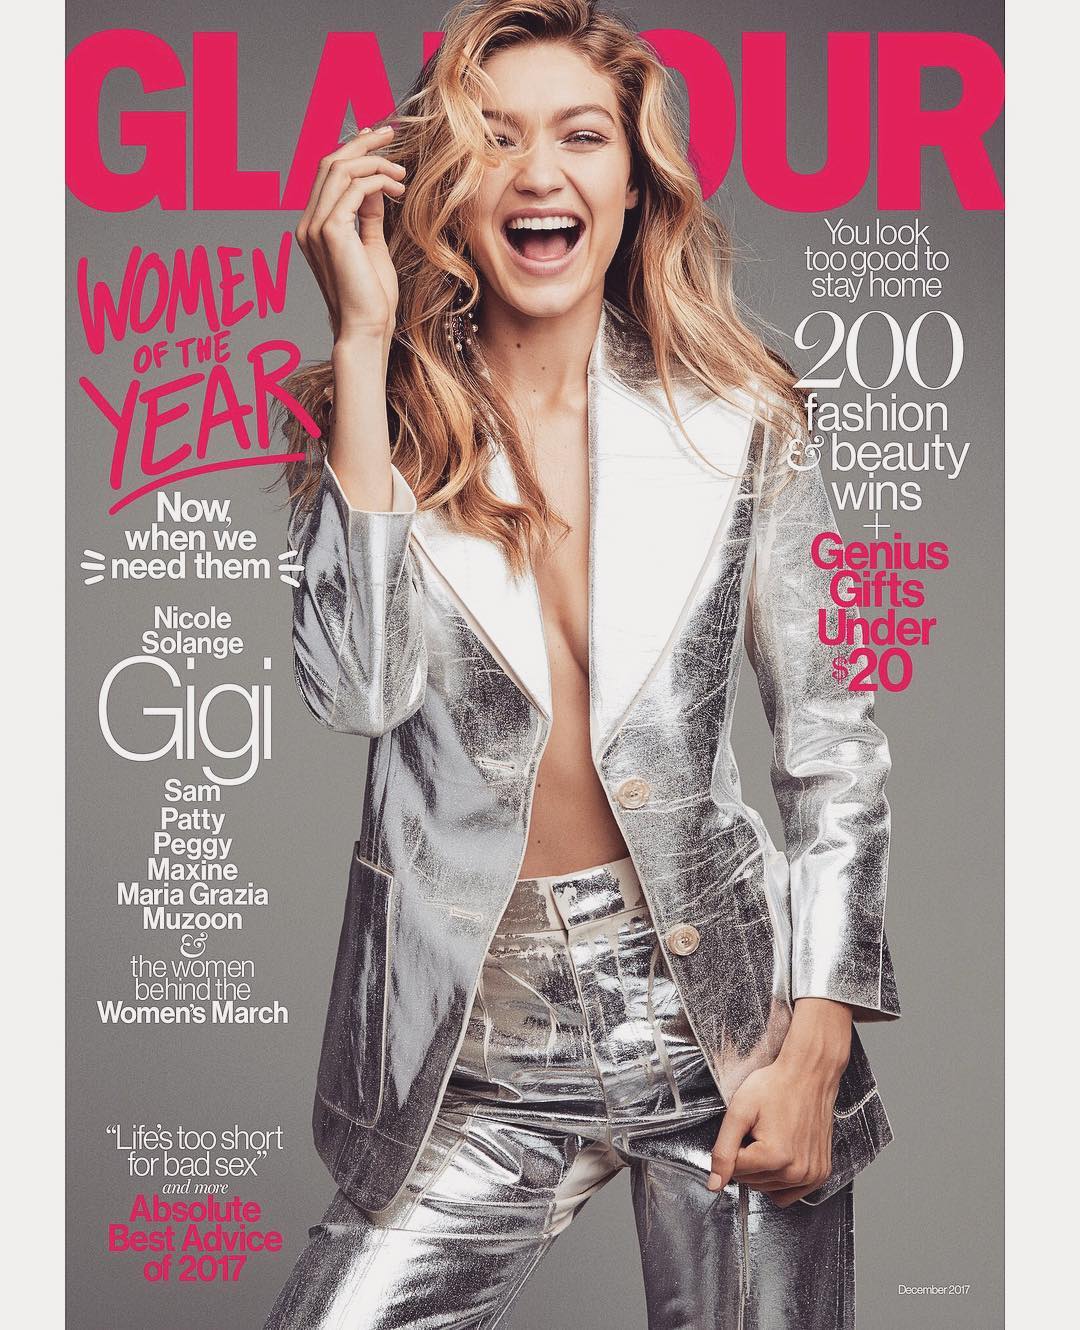 GLAMOUR
WOMEN
OF THE
YEAR
Now,
when we
need them
Nicole
Solange
Gigi
Sam
Patty
Peggy
Maxine
Maria Grazia
Muzoon
&
the women
behind the
Women's March
"Life's too short
for bad sex"
and more
Absolute
Best Advice
of 2017
You look
too good to
stay home
200
fashion
& beauty
wins
+
Genius
Gifts
Under
$20
December 2017